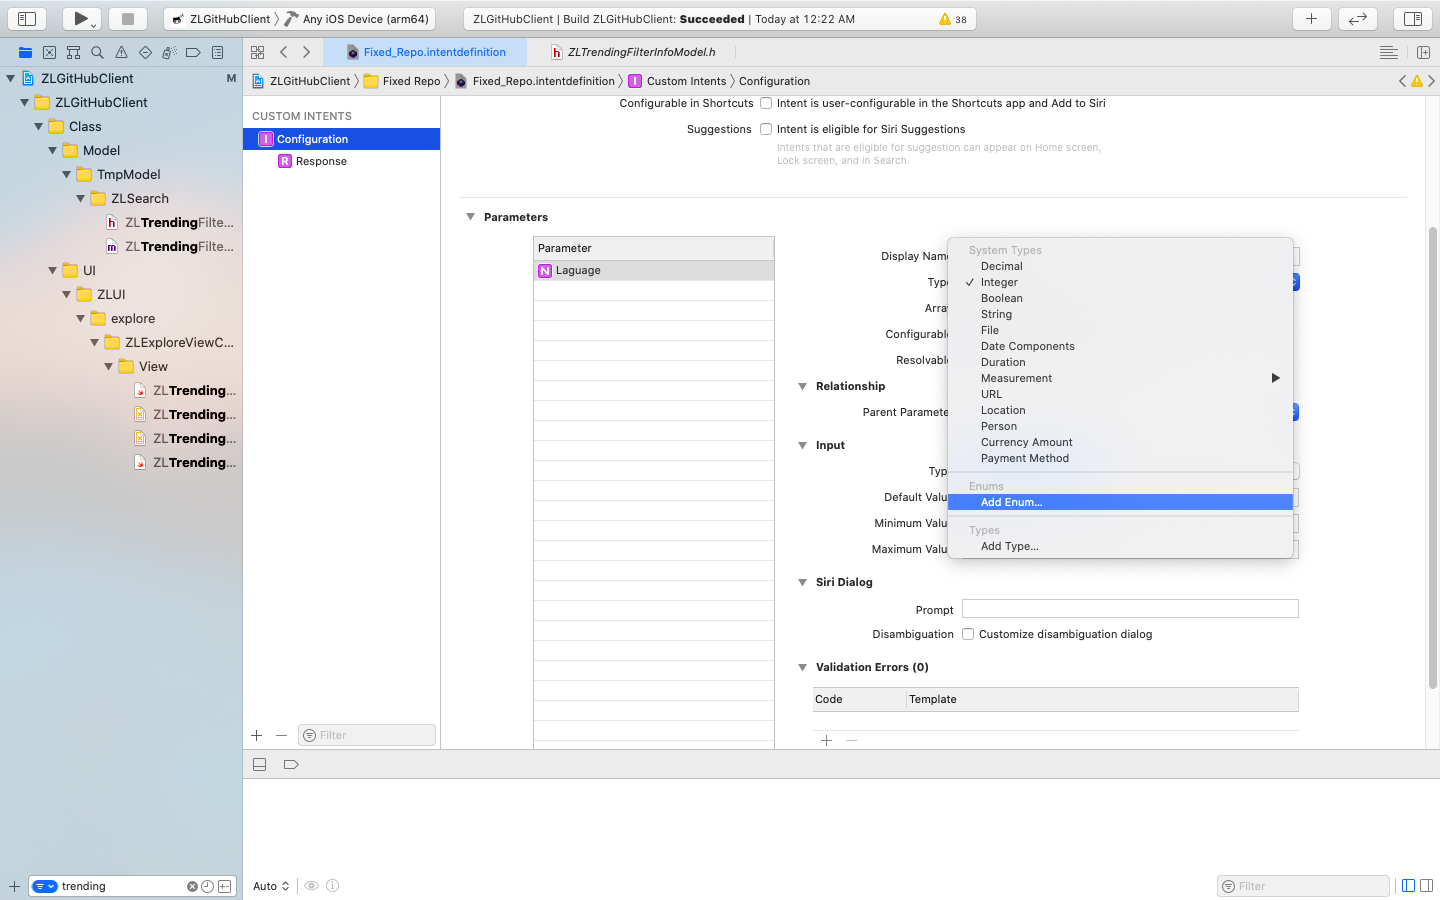 ZLGitHubClient
Any iOS Device (arm64)
ZLGitHubClient | Build ZLGitHubClient: Succeeded | Today at 12:22 AM
38
Fixed_Repo.intentdefinition
ZLTrendingFilterInfoModel.h
ZLGitHubClient
M
ZLGitHubClient
Class
Model
TmpModel
ZLSearch
ZLTrendingFilte...
ZLTrendingFilte...
UI
ZLUI
explore
ZLExploreViewC...
View
ZLTrending...
ZLTrending...
ZLTrending...
ZLTrending...
trending
ZLGitHubClient
Fixed Repo
Fixed_Repo.intentdefinition
Custom Intents
Configuration
CUSTOM INTENTS
Configuration
Response
Filter
Configurable in Shortcuts
Intent is user-configurable in the Shortcuts app and Add to Siri
Suggestions
Intent is eligible for Siri Suggestions
Intents that are eligible for suggestion can appear on Home screen,
Lock screen, and in Search.
Parameters
Parameter
Laguage
Display Nam
Typ
Array
Configurabl
Resolvabl
Relationship
Parent Paramete
Input
Typ
Default Valu
Minimum Valu
Maximum Valu
System Types
Decimal
Integer
Boolean
String
File
Date Components
Duration
Measurement
URL
Location
Person
Currency Amount
Payment Method
Enums
Add Enum...
Types
Add Type...
Siri Dialog
Prompt
Disambiguation
Customize disambiguation dialog
Validation Errors (0)
Code
Template
Auto
Filter